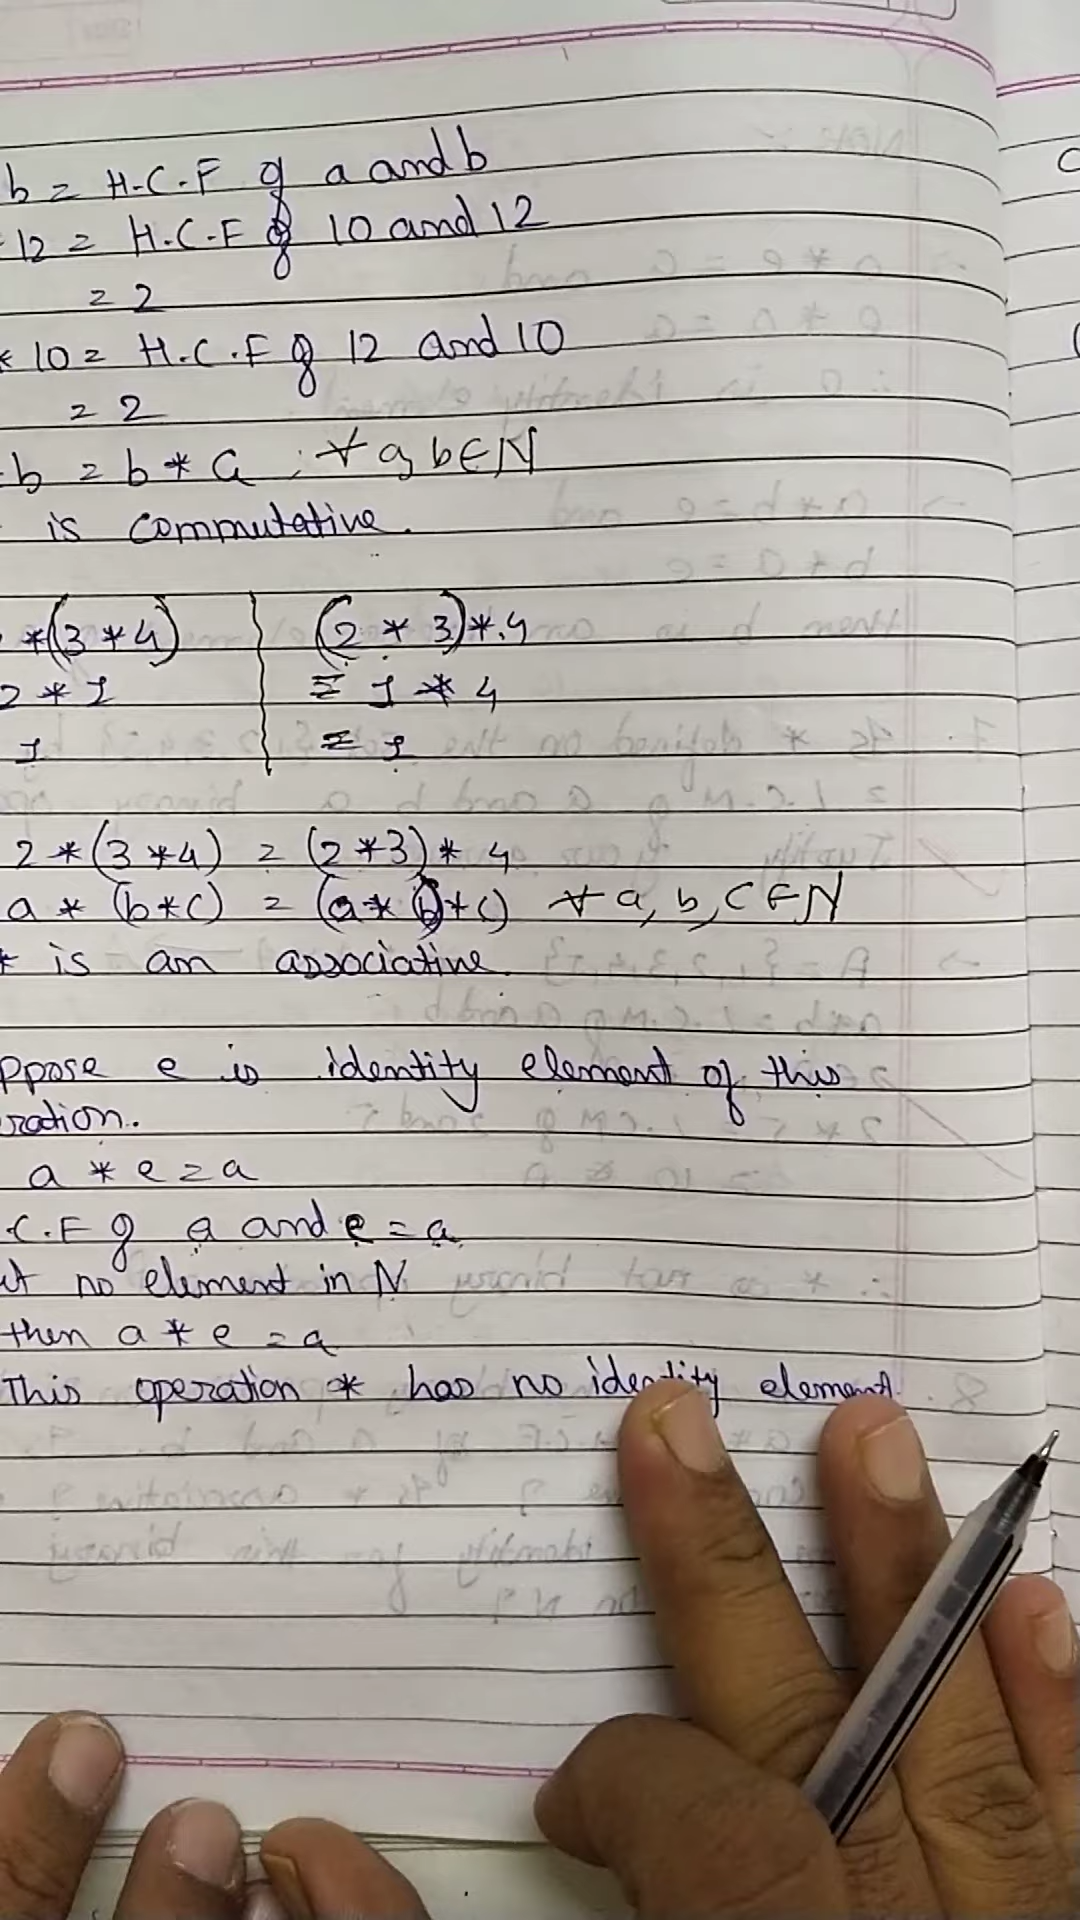 b = H.C.F of a and b
12 = H.C.F of 10 and 12
= 2
* 10 = H.C.F of 12 and 10
= 2
b = b * a ; ∀ a, b ∈ N
is commutative.
*(3 * 4) (2 * 3)*.4
2 * 1 = 1 * 4
1 = 1
2 * (3 * 4) = (2 * 3) * 4
a * (b * c) = (a * b) * c) ∀ a, b, c ∈ N
* is an associative.
ppose e is identity element of this
ration.
a * e = a
.C.F of a and e = a
ut no element in N
then a * e = a
This operation * has no identity element.